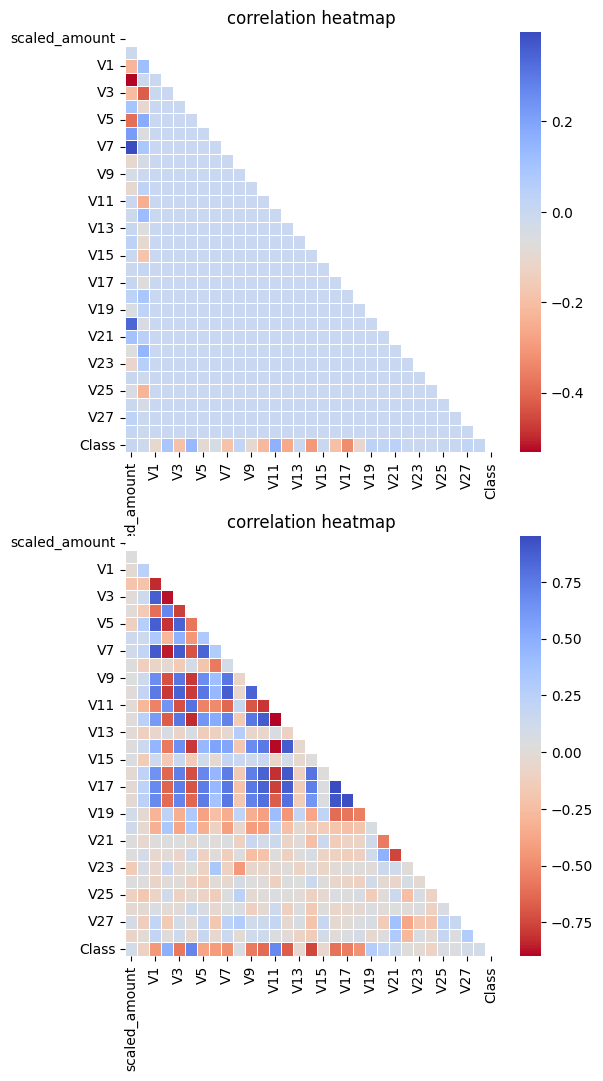 correlation heatmap
scaled_amount
V1
V3
V5
V7
V9
V11
V13
V15
V17
V19
V21
V23
V25
V27
Class
ed_amount
V1
V3
V5
V7
V9
V11
V13
V15
V17
V19
V21
V23
V25
V27
Class
0.2
0.0
−0.2
−0.4
correlation heatmap
scaled_amount
V1
V3
V5
V7
V9
V11
V13
V15
V17
V19
V21
V23
V25
V27
Class
scaled_amount
V1
V3
V5
V7
V9
V11
V13
V15
V17
V19
V21
V23
V25
V27
Class
0.75
0.50
0.25
0.00
−0.25
−0.50
−0.75